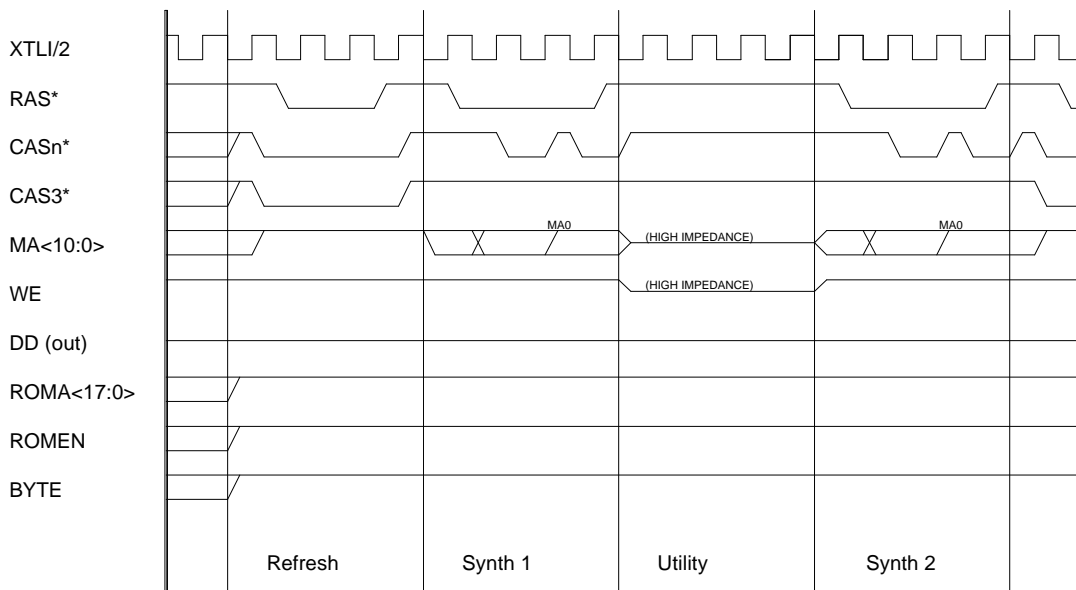 XTLI/2
RAS*
CASn*
CAS3*
MA<10:0>
MA0
(HIGH IMPEDANCE)
MA0
WE
(HIGH IMPEDANCE)
DD (out)
ROMA<17:0>
ROMEN
BYTE
Refresh
Synth 1
Utility
Synth 2